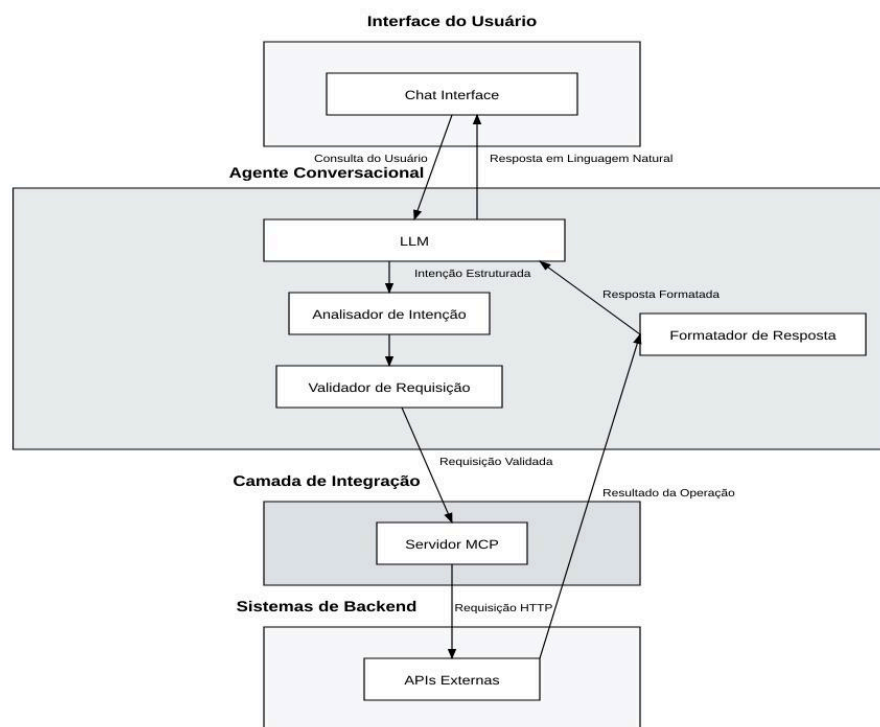 Interface do Usuário
Chat Interface
Consulta do Usuário
Resposta em Linguagem Natural
Agente Conversacional
LLM
Intenção Estruturada
Resposta Formatada
Analisador de Intenção
Formatador de Resposta
Validador de Requisição
Requisição Validada
Camada de Integração
Resultado da Operação
Servidor MCP
Sistemas de Backend
Requisição HTTP
APIs Externas